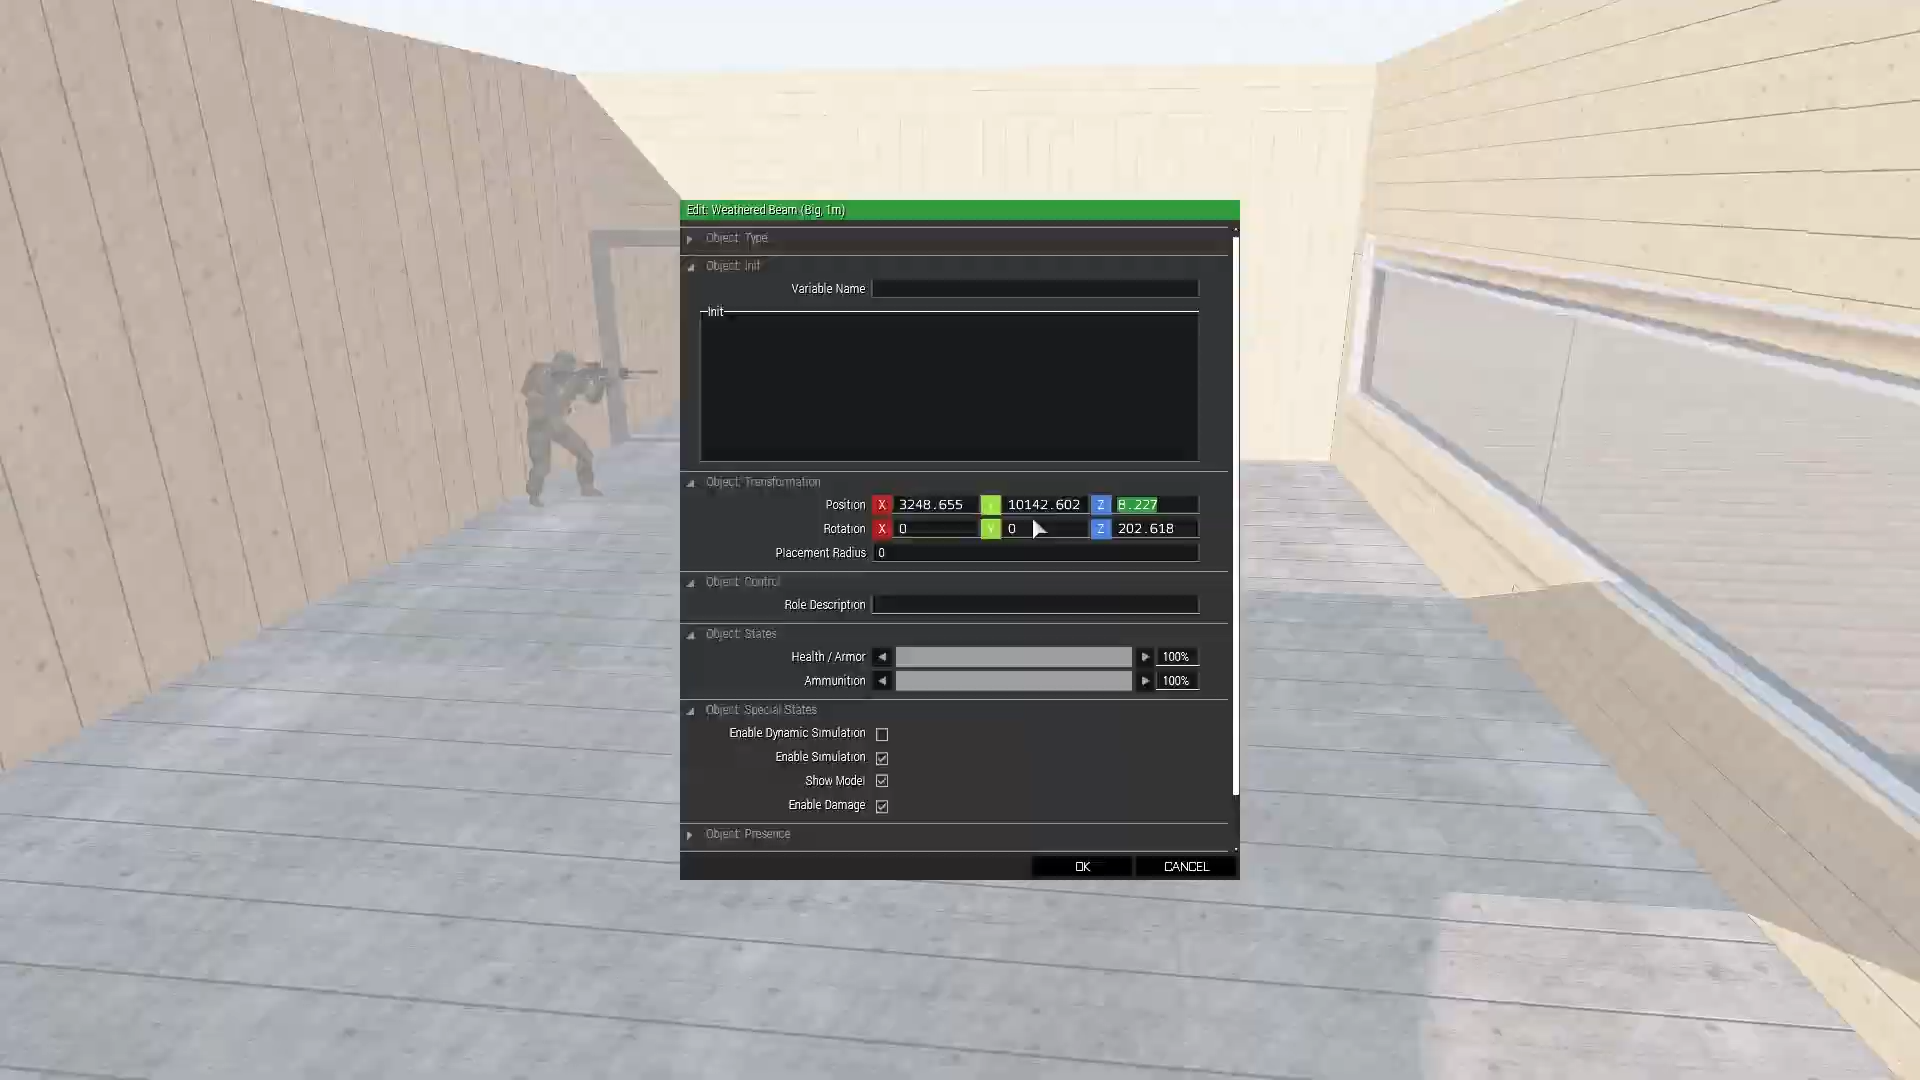 Edit: Weathered Beam (Big, 1m)
Object: Type
Object: Init
Variable Name
Init
Object: Transformation
Position X 3248.655 Y 10142.602 Z 8.227
Rotation X 0 Y 0 Z 202.618
Placement Radius 0
Object: Control
Role Description
Object: States
Health / Armor 100%
Ammunition 100%
Object: Special States
Enable Dynamic Simulation
Enable Simulation
Show Model
Enable Damage
Object: Presence
OK CANCEL